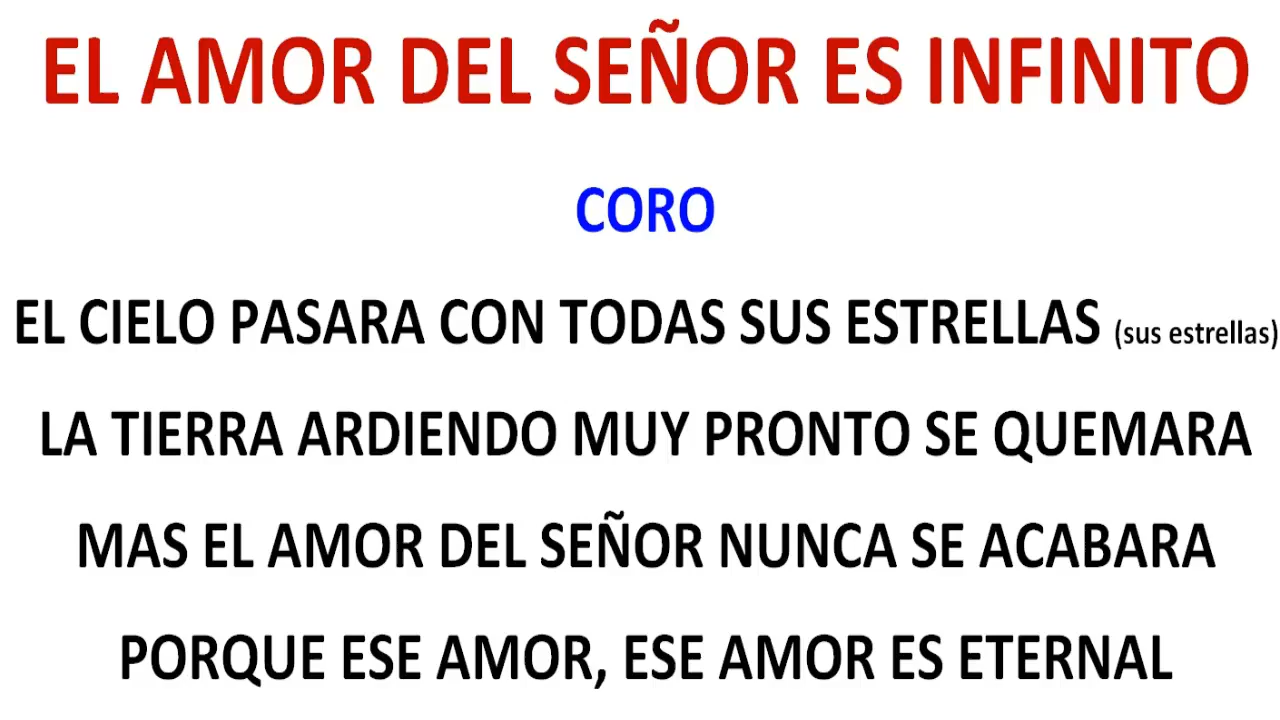 EL AMOR DEL SEÑOR ES INFINITO
CORO
EL CIELO PASARA CON TODAS SUS ESTRELLAS (sus estrellas)
LA TIERRA ARDIENDO MUY PRONTO SE QUEMARA
MAS EL AMOR DEL SEÑOR NUNCA SE ACABARA
PORQUE ESE AMOR, ESE AMOR ES ETERNAL